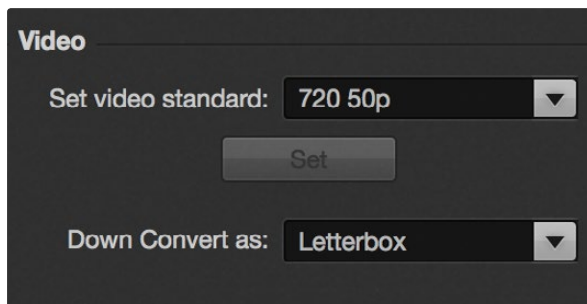 Video
Set video standard: 720 50p
Set
Down Convert as: Letterbox